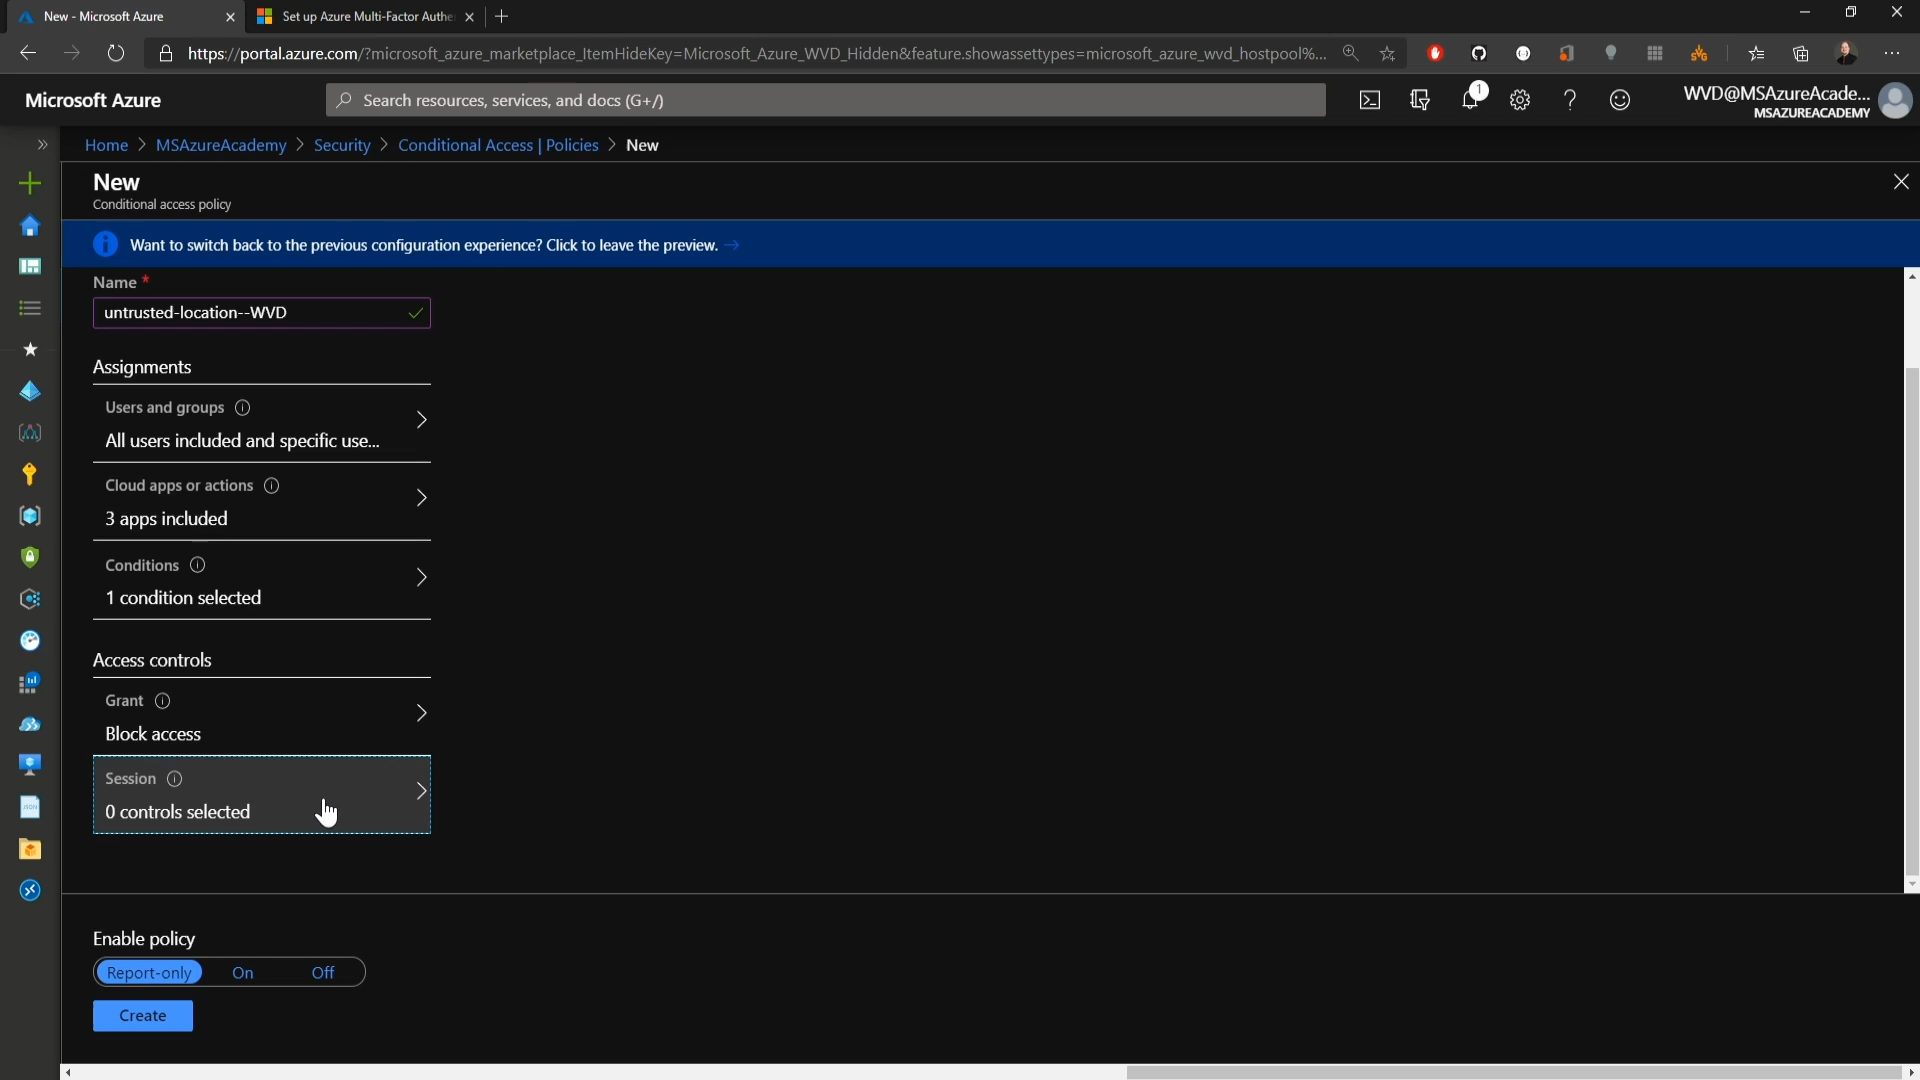 New - Microsoft Azure
Set up Azure Multi-Factor Authe
https://portal.azure.com/?microsoft_azure_marketplace_ItemHideKey=Microsoft_Azure_WVD_Hidden&feature.showassettypes=microsoft_azure_wvd_hostpool%...
Microsoft Azure
Search resources, services, and docs (G+/)
1
WVD@MSAzureAcade...
MSAZUREACADEMY
Home > MSAzureAcademy > Security > Conditional Access | Policies > New
New
Conditional access policy
Want to switch back to the previous configuration experience? Click to leave the preview. →
Name *
untrusted-location--WVD
Assignments
Users and groups
All users included and specific use...
Cloud apps or actions
3 apps included
Conditions
1 condition selected
Access controls
Grant
Block access
Session
0 controls selected
Enable policy
Report-only On Off
Create